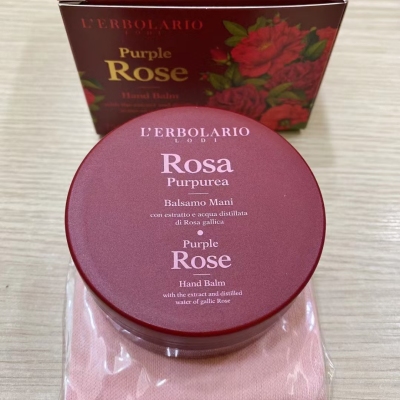 L'ERBOLARIO
Purple
Rose
Hand Balm
L'ERBOLARIO
LODI
Rosa
Purpurea
Balsamo Mani
con estratto e acqua distillata
di Rosa gallica
Purple
Rose
Hand Balm
with the extract and distilled
water of gallic Rose